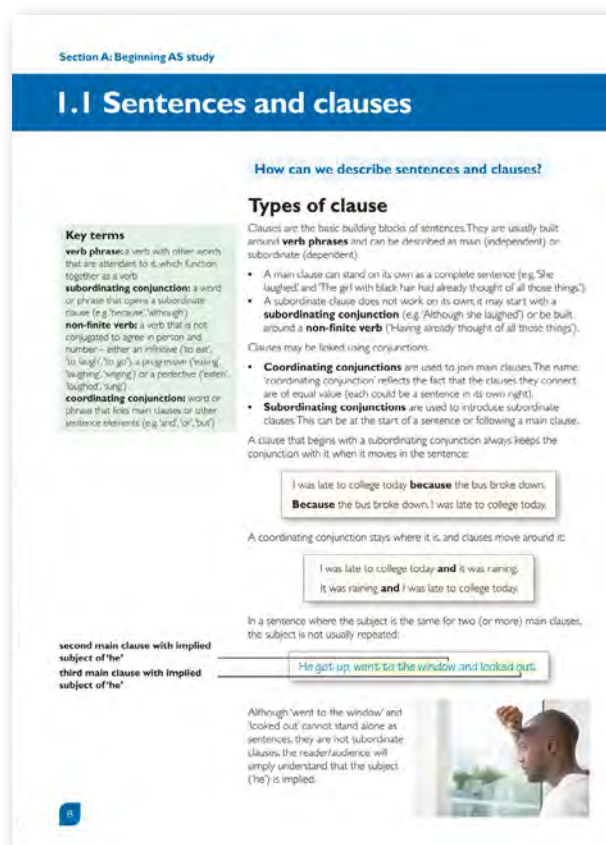 Section A: Beginning AS study
1.1 Sentences and clauses
How can we describe sentences and clauses?
Types of clause
Clauses are the basic building blocks of sentences. They are usually built
around verb phrases and can be described as main (independent) or
subordinate (dependent).
• A main clause can stand on its own as a complete sentence (e.g. 'She
laughed', and 'The girl with black hair had already thought of all those things').
• A subordinate clause does not work on its own; it may start with a
subordinating conjunction (e.g. 'Although she laughed') or be built
around a non-finite verb ('Having already thought of all those things').
Clauses may be linked using conjunctions.
• Coordinating conjunctions are used to join main clauses. The name
'coordinating conjunction' reflects the fact that the clauses they connect
are of equal value (each could be a sentence in its own right).
• Subordinating conjunctions are used to introduce subordinate
clauses. This can be at the start of a sentence or following a main clause.
A clause that begins with a subordinating conjunction always keeps the
conjunction with it when it moves in the sentence:
I was late to college today because the bus broke down.
Because the bus broke down, I was late to college today.
A coordinating conjunction stays where it is, and clauses move around it:
I was late to college today and it was raining.
It was raining and I was late to college today.
In a sentence where the subject is the same for two (or more) main clauses,
the subject is not usually repeated:
He got up, went to the window and looked out.
Although 'went to the window' and
'looked out' cannot stand alone as
sentences, they are not subordinate
clauses; the reader/audience will
simply understand that the subject
('he') is implied.
Key terms
verb phrase: a verb with other words
that are attendant to it, which function
together as a verb
subordinating conjunction: a word
or phrase that opens a subordinate
clause (e.g. 'because', 'although')
non-finite verb: a verb that is not
conjugated to agree in person and
number – either an infinitive ('to eat',
'to laugh', 'to go'), a progressive ('eating',
'laughing', 'singing') or a perfective ('eaten',
'laughed', 'sung')
coordinating conjunction: word or
phrase that links main clauses or other
sentence elements (e.g. 'and', 'or', 'but')
second main clause with implied
subject of 'he'
third main clause with implied
subject of 'he'
8